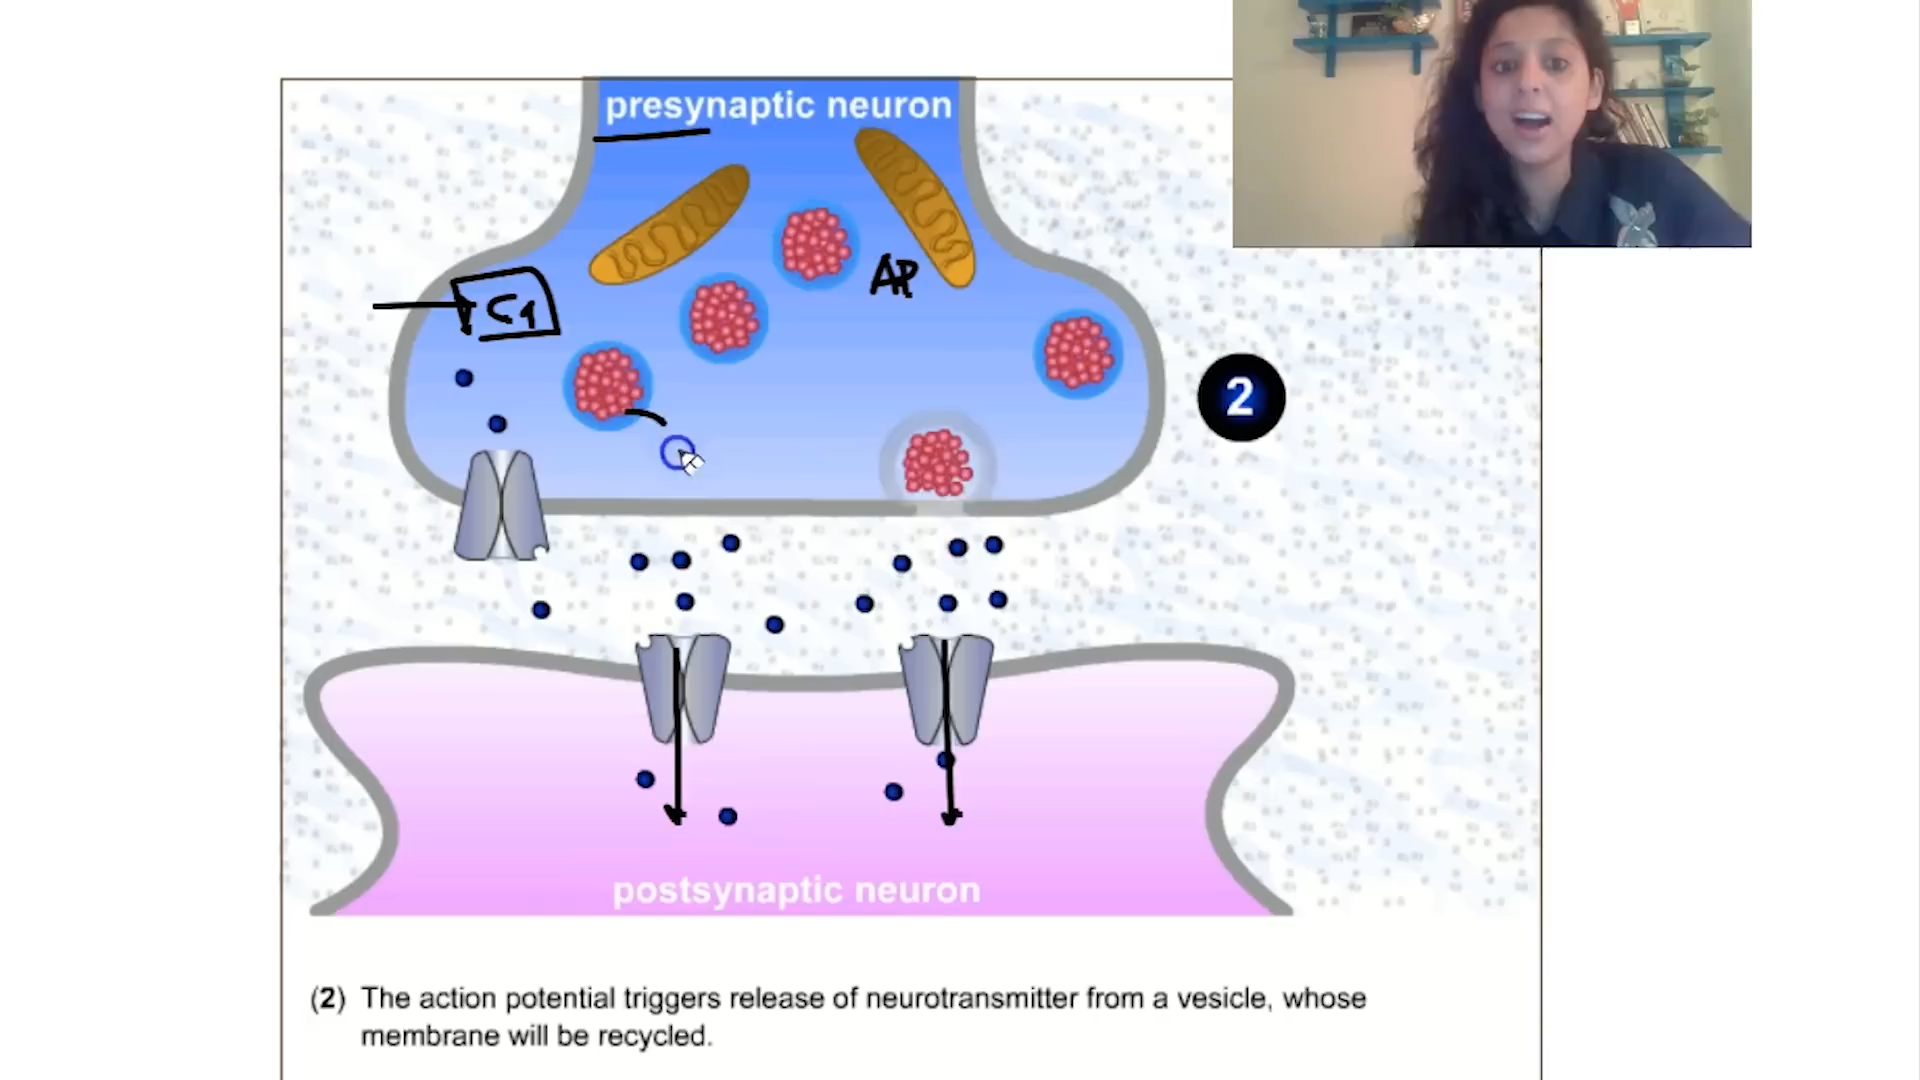 presynaptic neuron
AP
C1
2
postsynaptic neuron
(2) The action potential triggers release of neurotransmitter from a vesicle, whose
membrane will be recycled.